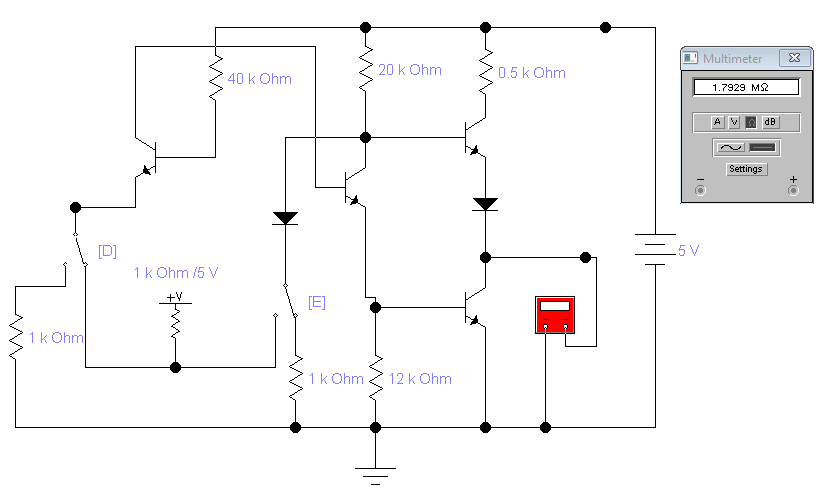 Multimeter
1.7929 MΩ
A V Ω dB
Settings
- +
20 k Ohm
0.5 k Ohm
40 k Ohm
[D]
1 k Ohm /5 V
+V
[E]
5 V
1 k Ohm
1 k Ohm
12 k Ohm
- +